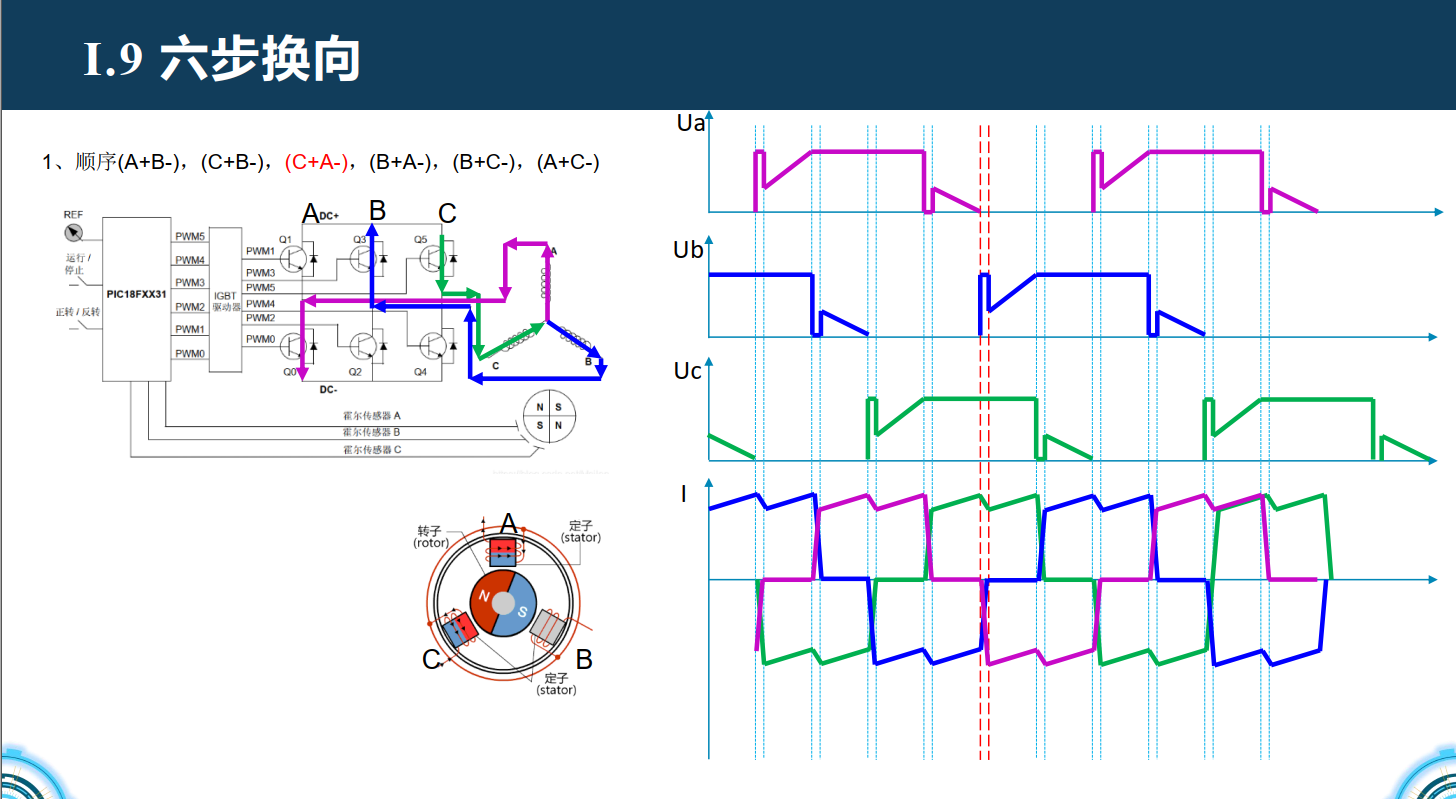 I.9 六步换向
1、顺序(A+B-)，(C+B-)，(C+A-)，(B+A-)，(B+C-)，(A+C-)
REF
运行 /
停止
正转 / 反转
PIC18FXX31
PWM5
PWM4
PWM3
PWM2
PWM1
PWM0
IGBT
驱动器
PWM1
PWM3
PWM5
PWM4
PWM2
PWM0
A
DC+
B
C
Q1
Q3
Q5
Q0
Q2
Q4
DC-
A
B
C
霍尔传感器 A
霍尔传感器 B
霍尔传感器 C
N
S
S
N
转子
(rotor)
A
定子
(stator)
N
S
C
B
定子
(stator)
Ua
Ub
Uc
I